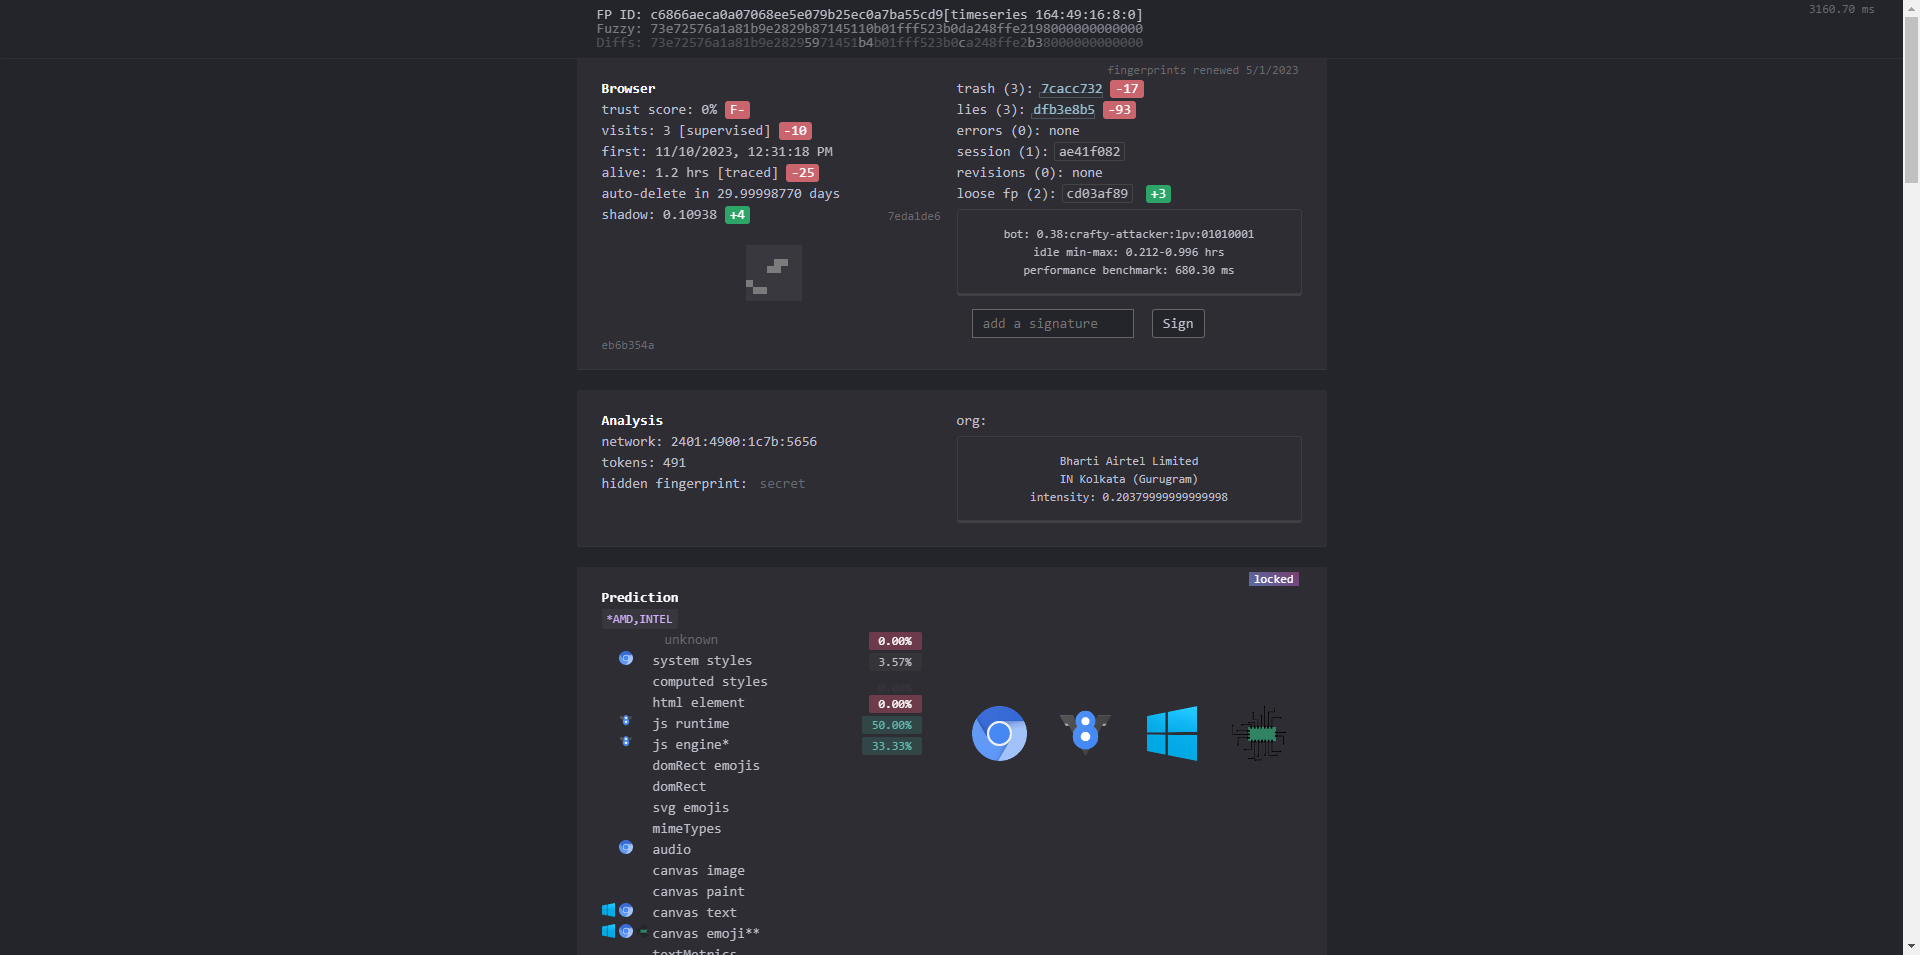 3160.70 ms
FP ID: c6866aeca0a07068ee5e079b25ec0a7ba55cd9[timeseries 164:49:16:8:0]
Fuzzy: 73e72576a1a81b9e2829b87145110b01fff523b0da248ffe2198000000000000
Diffs: 73e72576a1a81b9e28295971451b4b01fff523b0ca248ffe2b38000000000000
fingerprints renewed 5/1/2023
Browser
trust score: 0% F-
visits: 3 [supervised] -10
first: 11/10/2023, 12:31:18 PM
alive: 1.2 hrs [traced] -25
auto-delete in 29.99998770 days
shadow: 0.10938 +4
7eda1de6
eb6b354a
trash (3): 7cacc732 -17
lies (3): dfb3e8b5 -93
errors (0): none
session (1): ae41f082
revisions (0): none
loose fp (2): cd03af89 +3
bot: 0.38:crafty-attacker:lpv:01010001
idle min-max: 0.212-0.996 hrs
performance benchmark: 680.30 ms
add a signature Sign
Analysis
network: 2401:4900:1c7b:5656
tokens: 491
hidden fingerprint: secret
org:
Bharti Airtel Limited
IN Kolkata (Gurugram)
intensity: 0.20379999999999998
locked
Prediction
*AMD,INTEL
unknown 0.00%
system styles 3.57%
computed styles 0.00%
html element 0.00%
js runtime 50.00%
js engine* 33.33%
domRect emojis
domRect
svg emojis
mimeTypes
audio
canvas image
canvas paint
canvas text
canvas emoji**
textMetrics